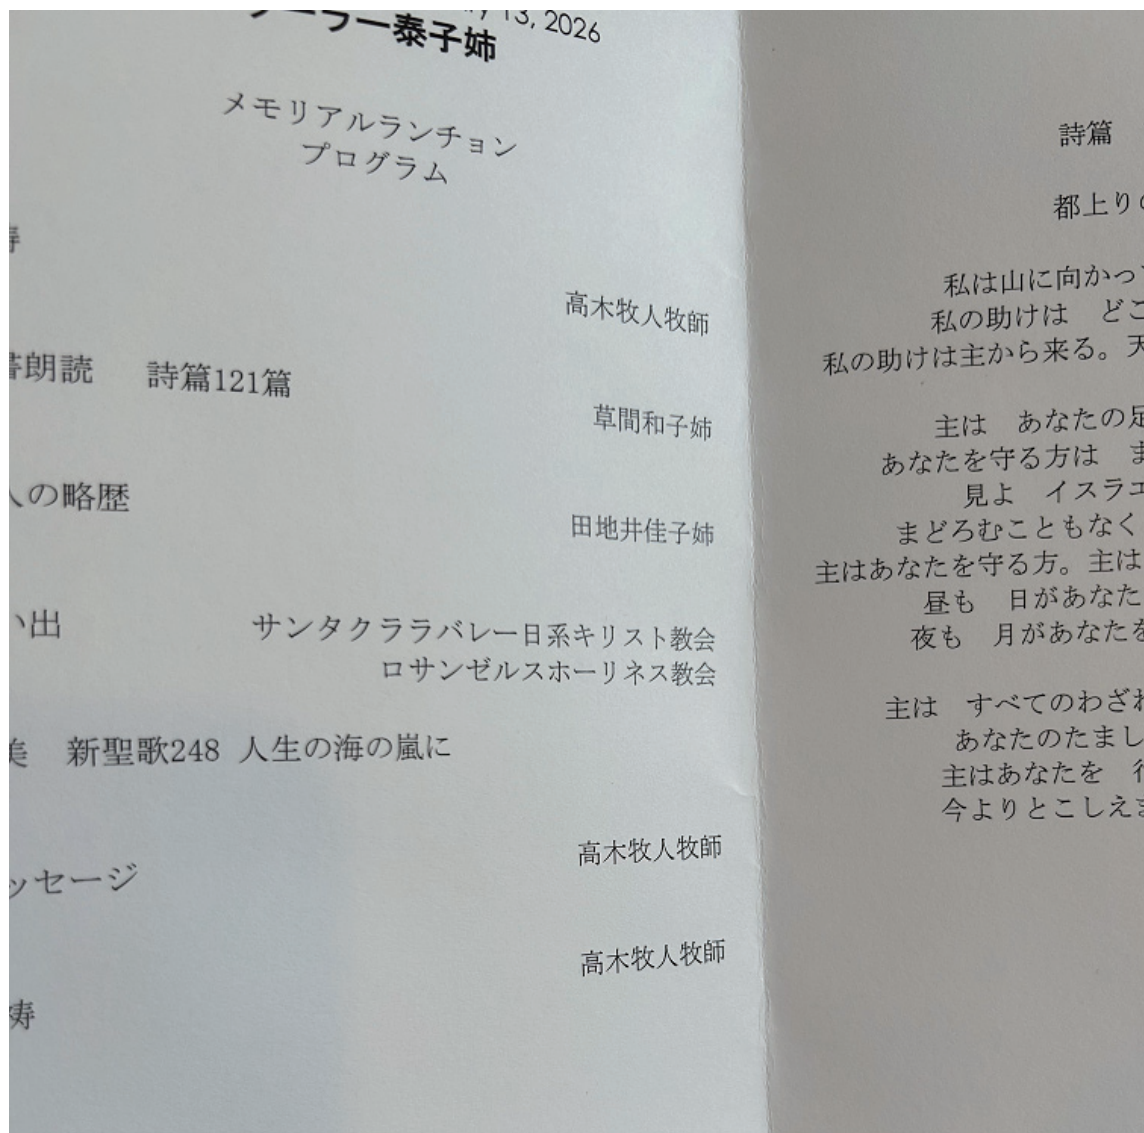 13, 2026
ーラー泰子姉
メモリアルランチョン
プログラム
高木牧人牧師
朗読 詩篇121篇
草間和子姉
の略歴
田地井佳子姉
出 サンタクララバレー日系キリスト教会
ロサンゼルスホーリネス教会
美 新聖歌248 人生の海の嵐に
高木牧人牧師
ッセージ
高木牧人牧師
祷
詩篇
都上り
私は山に向かっ
私の助けは どこ
私の助けは主から来る。天
主は あなたの足
あなたを守る方は ま
見よ イスラエ
まどろむこともなく
主はあなたを守る方。主は
昼も 日があなた
夜も 月があなたを
主は すべてのわざわ
あなたのたまし
主はあなたを 行
今よりとこしえま